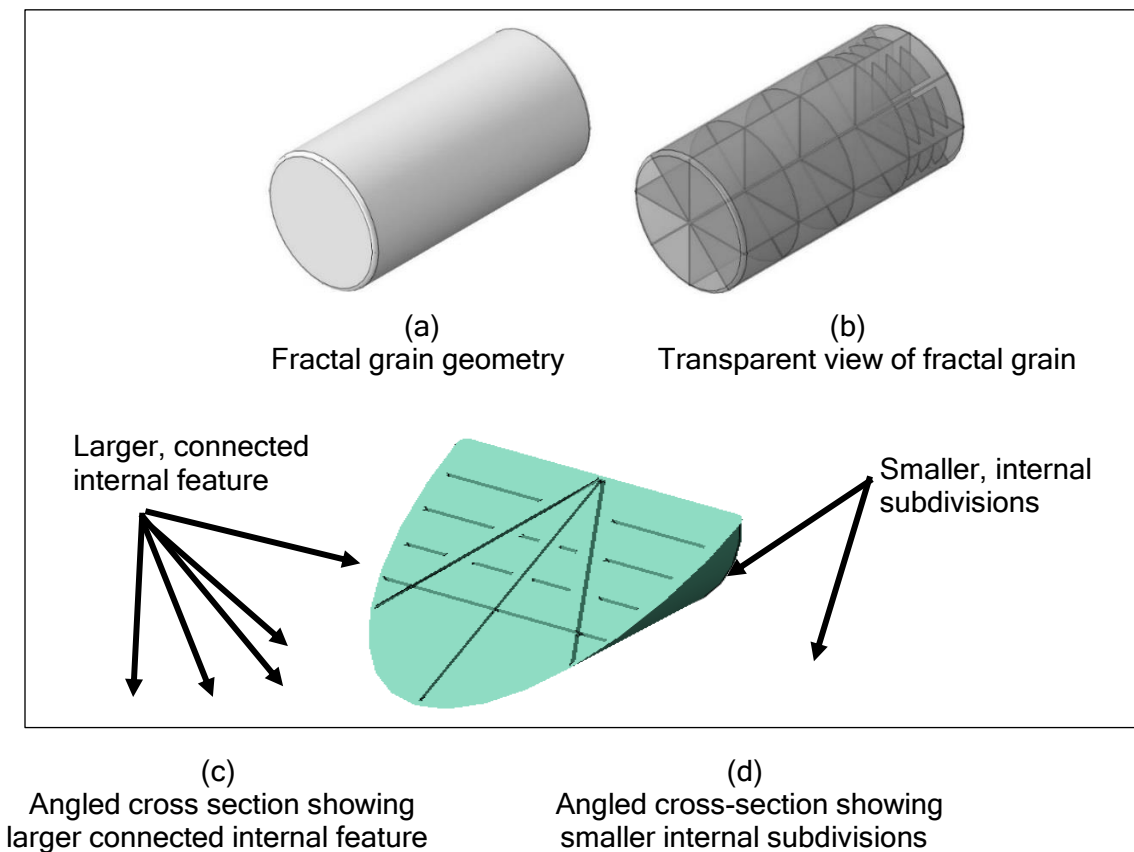 (a)
Fractal grain geometry
(b)
Transparent view of fractal grain
Larger, connected
internal feature
Smaller, internal
subdivisions
(c)
Angled cross section showing
larger connected internal feature
(d)
Angled cross-section showing
smaller internal subdivisions